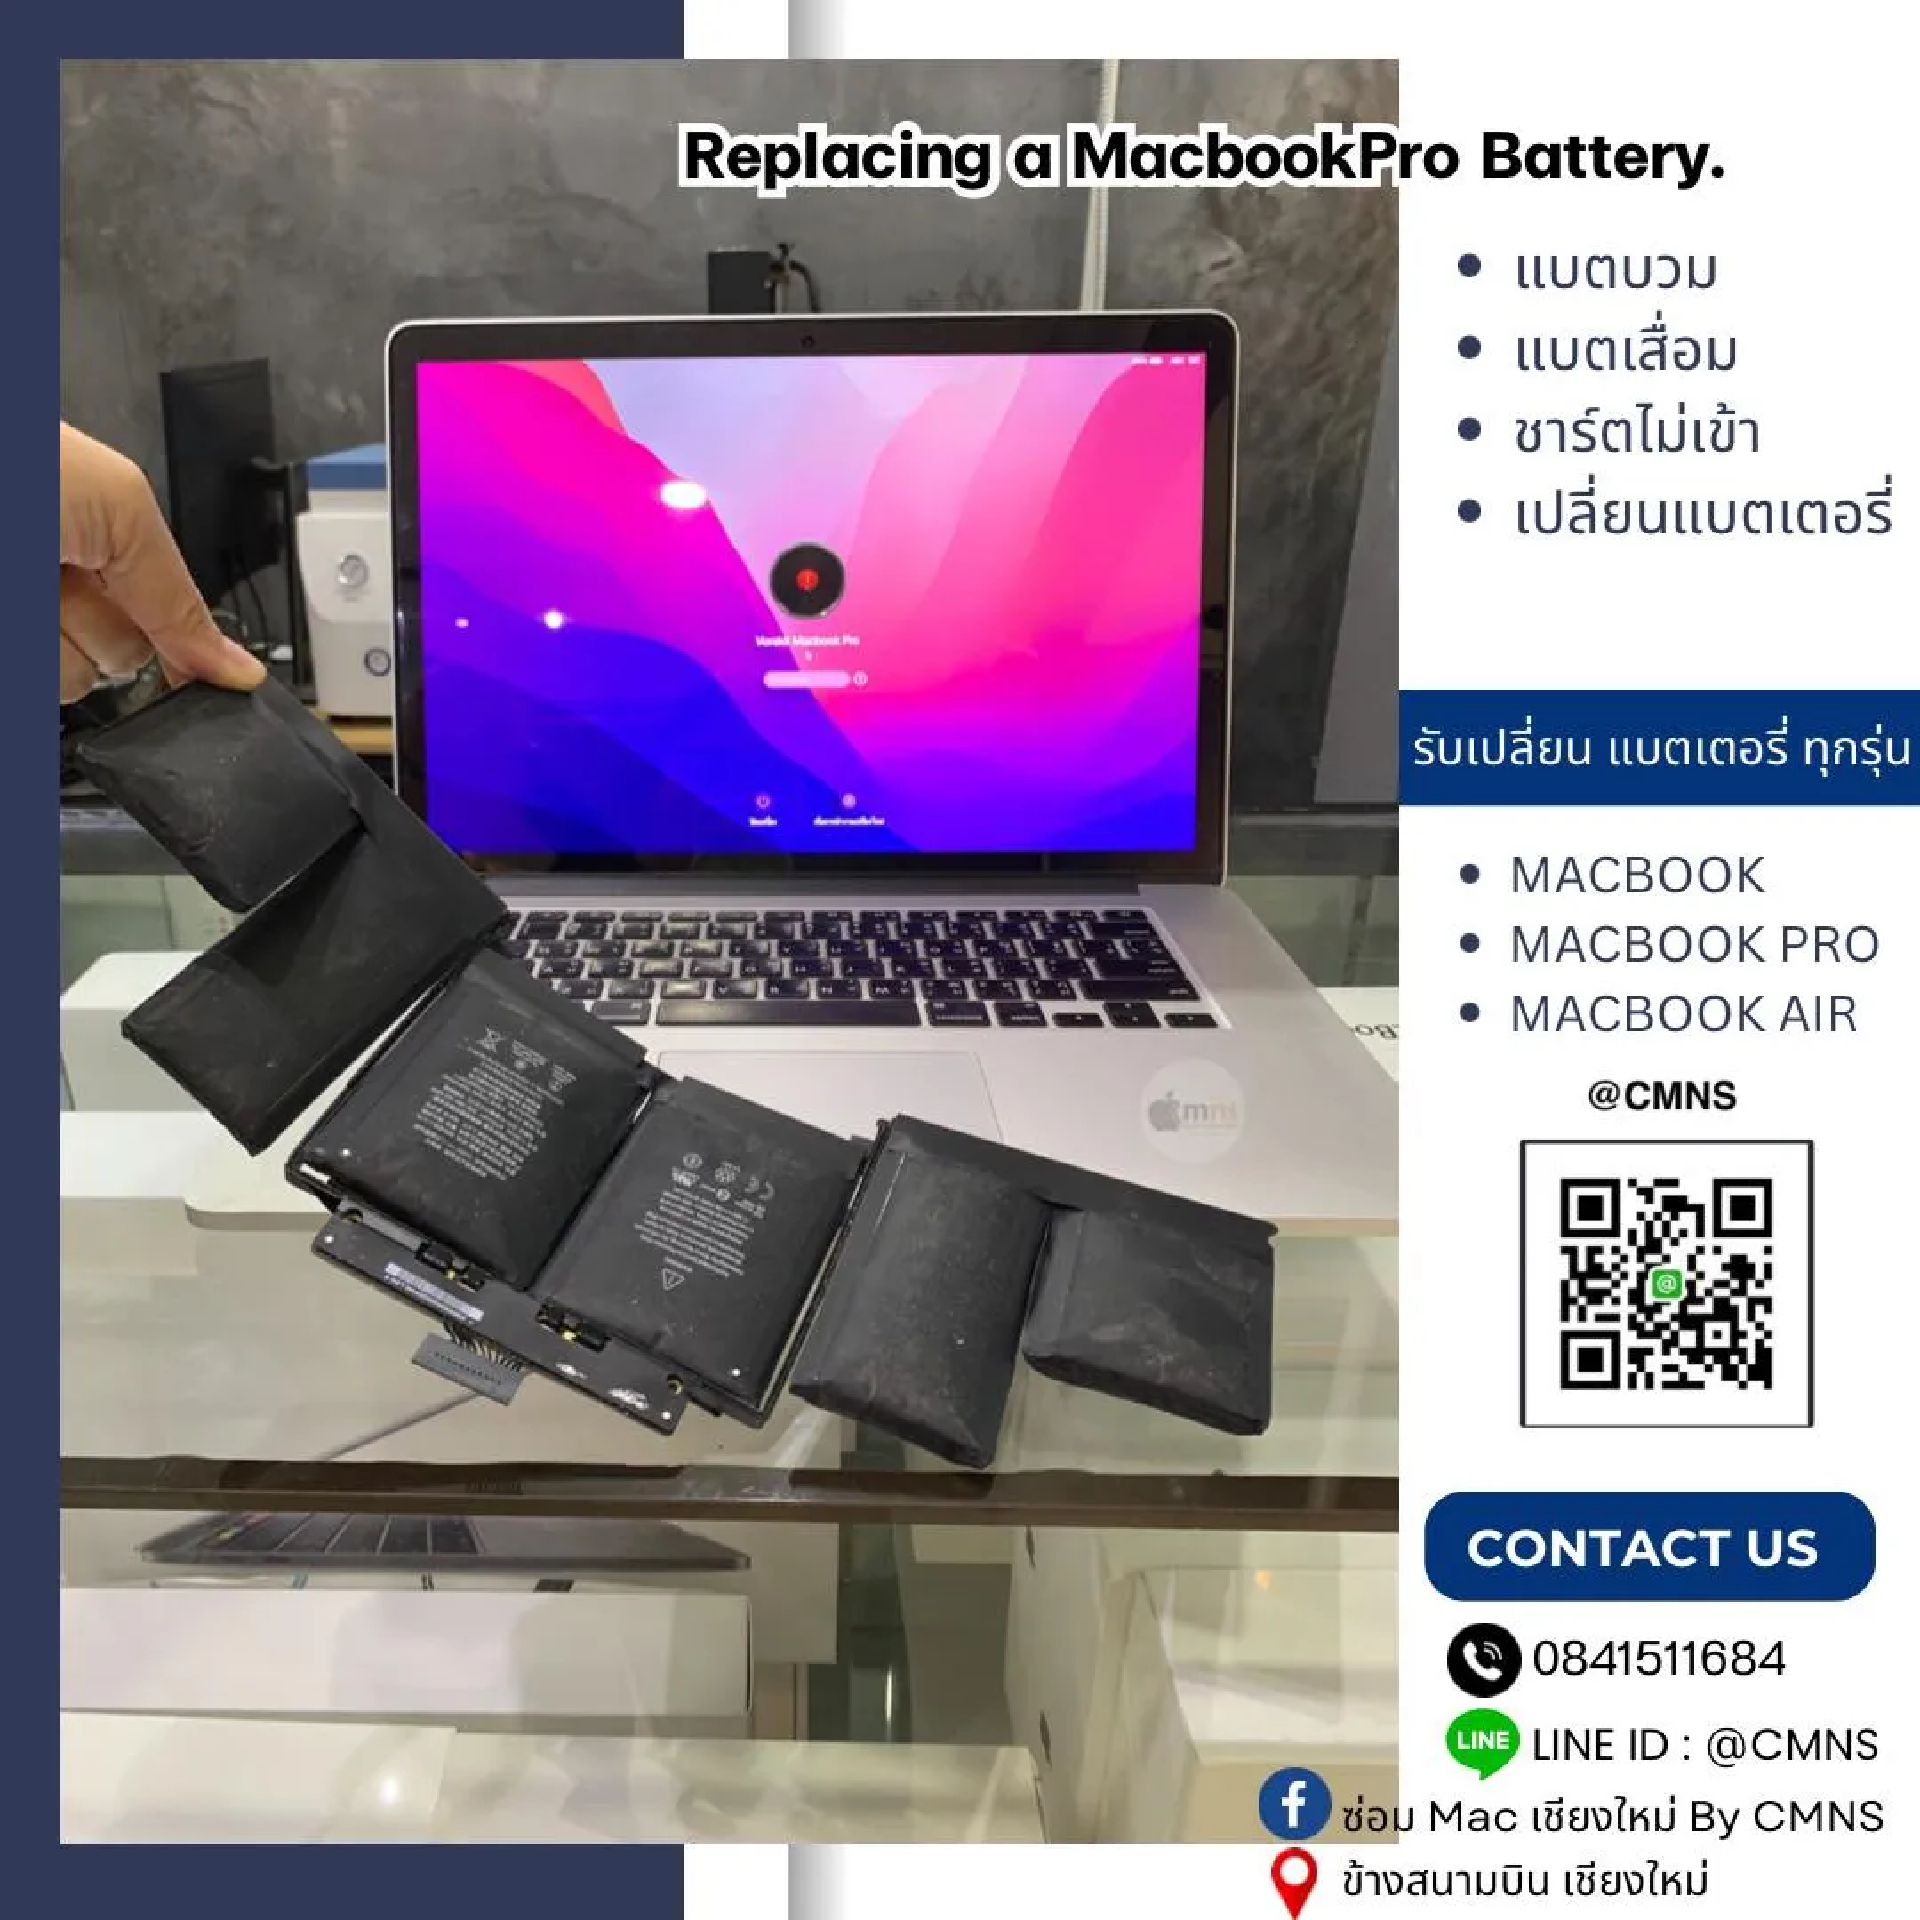 Replacing a MacbookPro Battery.
แบตบวม
แบตเสื่อม
ชาร์ตไม่เข้า
เปลี่ยนแบตเตอรี่
รับเปลี่ยน แบตเตอรี่ ทุกรุ่น
MACBOOK
MACBOOK PRO
MACBOOK AIR
@CMNS
CONTACT US
0841511684
LINE
LINE ID : @CMNS
ซ่อม Mac เชียงใหม่ By CMNS
ข้างสนามบิน เชียงใหม่